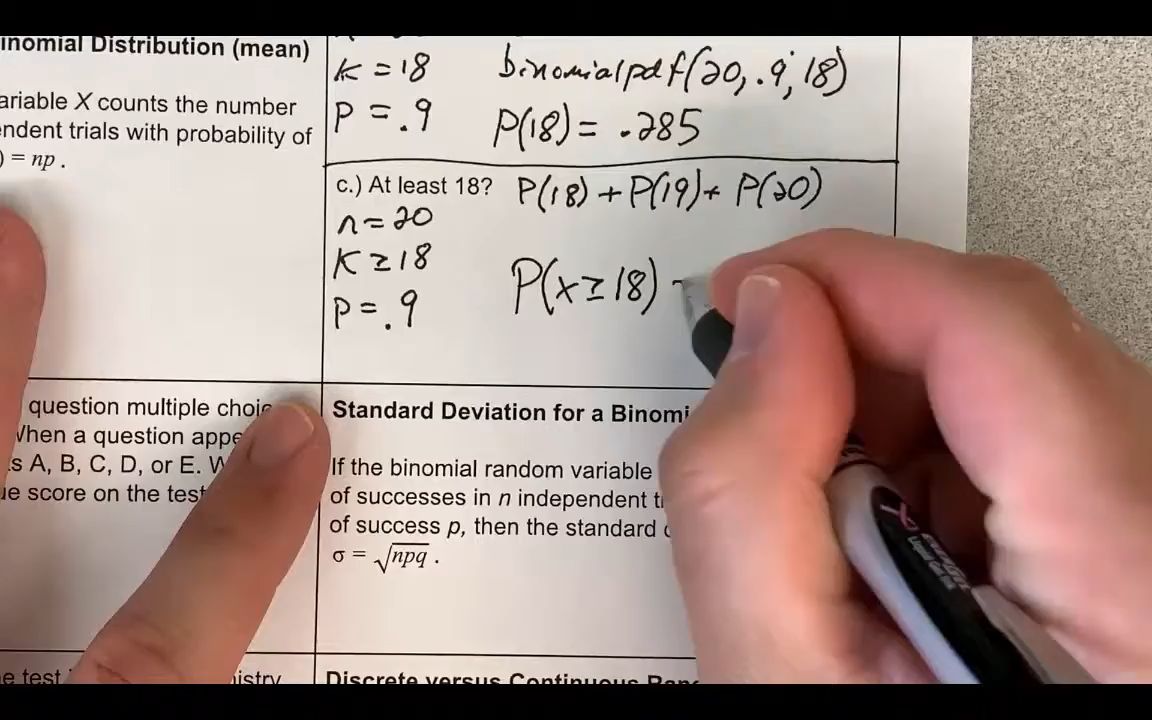 inomial Distribution (mean)
ariable X counts the number
endent trials with probability of
) = np .
K = 18
P = .9
binomialpdf(20, .9, 18)
P(18) = .285
c.) At least 18? P(18) + P(19) + P(20)
n = 20
K ≥ 18
P = .9
P(x ≥ 18)
question multiple choic
When a question appe
s A, B, C, D, or E. W
e score on the test
Standard Deviation for a Binomi
If the binomial random variable
of successes in n independent t
of success p, then the standard
σ = √npq .
e test
istry
Discrete versus Continuous Ran